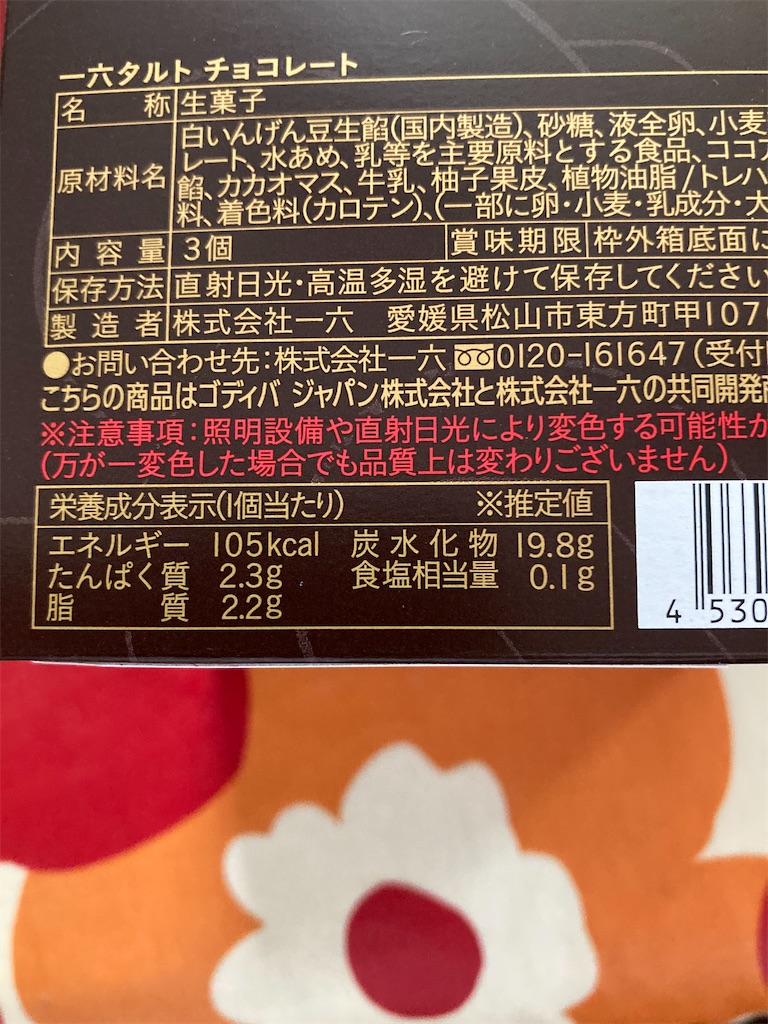 一六タルト チョコレート
名称 生菓子
原材料名 白いんげん豆生餡(国内製造)、砂糖、液全卵、小麦
レート、水あめ、乳等を主要原料とする食品、ココア
餡、カカオマス、牛乳、柚子果皮、植物油脂/トレハ
料、着色料(カロテン)、(一部に卵・小麦・乳成分・大
内容量 3個 賞味期限 枠外箱底面に
保存方法 直射日光・高温多湿を避けて保存してください
製造者 株式会社一六 愛媛県松山市東方町甲1070
●お問い合わせ先:株式会社一六 0120-161647(受付
こちらの商品はゴディバ ジャパン株式会社と株式会社一六の共同開発
※注意事項:照明設備や直射日光により変色する可能性が
(万が一変色した場合でも品質上は変わりございません)
栄養成分表示(1個当たり) ※推定値
エネルギー 105kcal 炭水化物 19.8g
たんぱく質 2.3g 食塩相当量 0.1g
脂質 2.2g
4 530